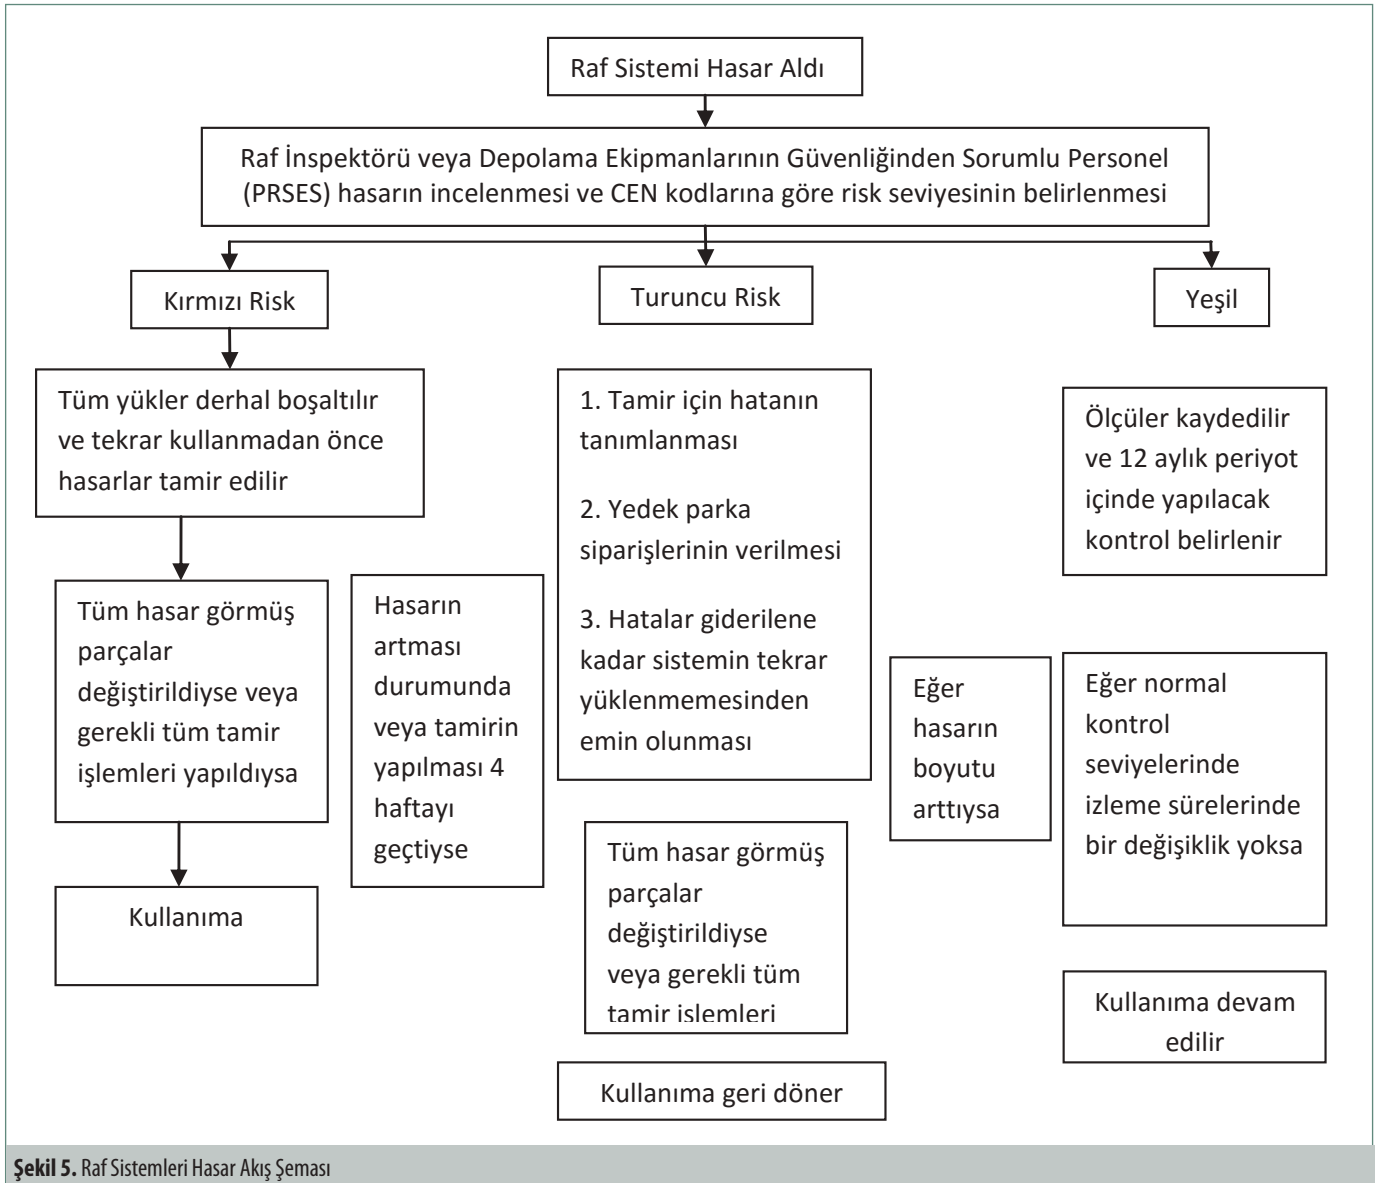 Raf Sistemi Hasar Aldı
Raf İnspektörü veya Depolama Ekipmanlarının Güvenliğinden Sorumlu Personel
(PRSES) hasarın incelenmesi ve CEN kodlarına göre risk seviyesinin belirlenmesi
Kırmızı Risk
Turuncu Risk
Yeşil
Tüm yükler derhal boşaltılır
ve tekrar kullanmadan önce
hasarlar tamir edilir
Tüm hasar görmüş
parçalar
değiştirildiyse veya
gerekli tüm tamir
işlemleri yapıldıysa
Kullanıma
Hasarın
artması
durumunda
veya tamirin
yapılması 4
haftayı
geçtiyse
1. Tamir için hatanın
tanımlanması
2. Yedek parka
siparişlerinin verilmesi
3. Hatalar giderilene
kadar sistemin tekrar
yüklenmemesinden
emin olunması
Tüm hasar görmüş
parçalar
değiştirildiyse
veya gerekli tüm
tamir işlemleri
Kullanıma geri döner
Eğer
hasarın
boyutu
arttıysa
Ölçüler kaydedilir
ve 12 aylık periyot
içinde yapılacak
kontrol belirlenir
Eğer normal
kontrol
seviyelerinde
izleme sürelerinde
bir değişiklik yoksa
Kullanıma devam
edilir
Şekil 5. Raf Sistemleri Hasar Akış Şeması